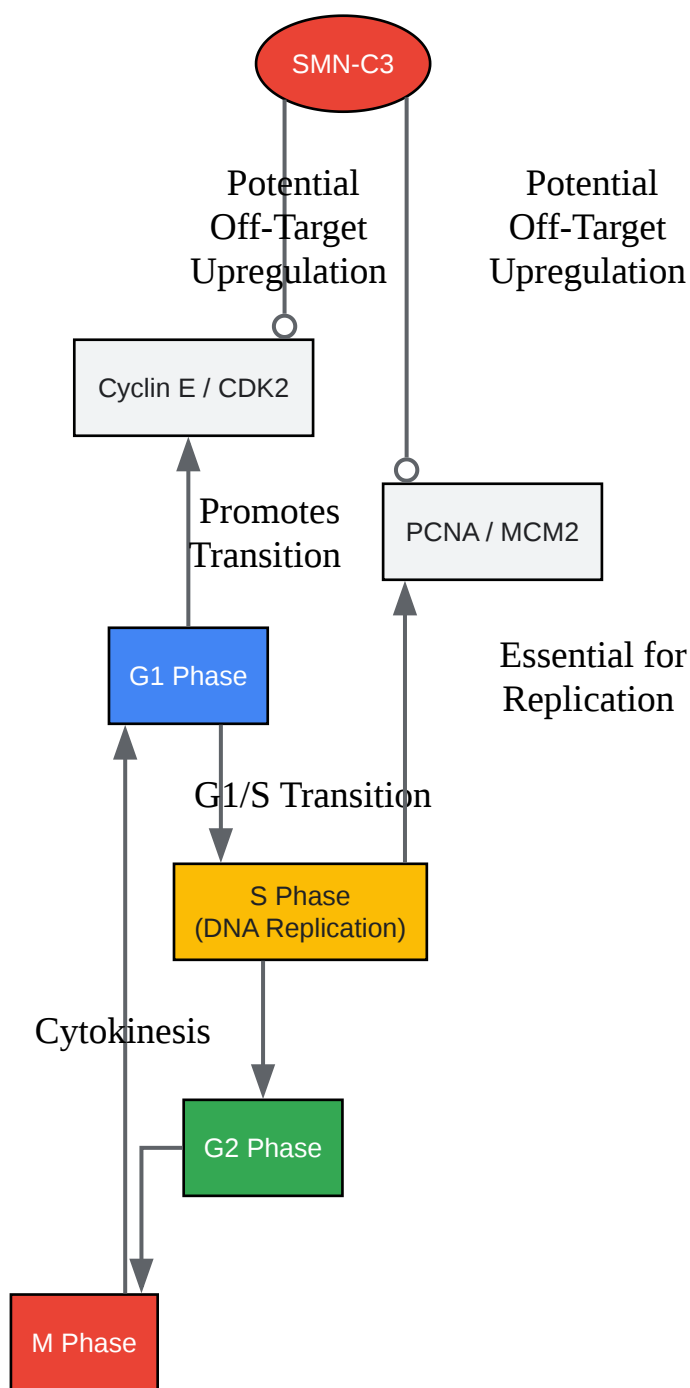 SMN-C3
Potential
Off-Target
Upregulation
Potential
Off-Target
Upregulation
Cyclin E / CDK2
Promotes
Transition
PCNA / MCM2
G1 Phase
Essential for
Replication
G1/S Transition
S Phase
(DNA Replication)
Cytokinesis
G2 Phase
M Phase